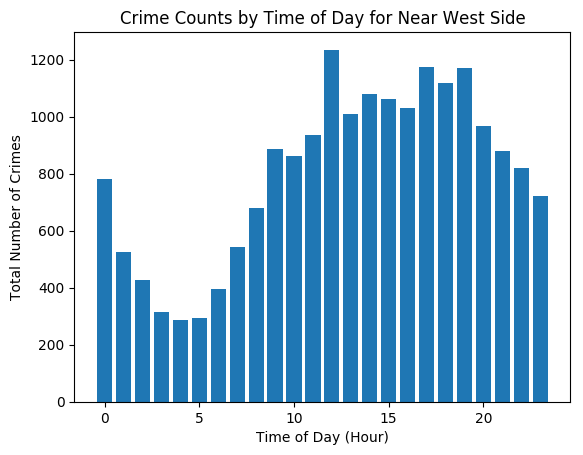 Crime Counts by Time of Day for Near West Side
1200
1000
800
600
400
200
0
Total Number of Crimes
0 5 10 15 20
Time of Day (Hour)